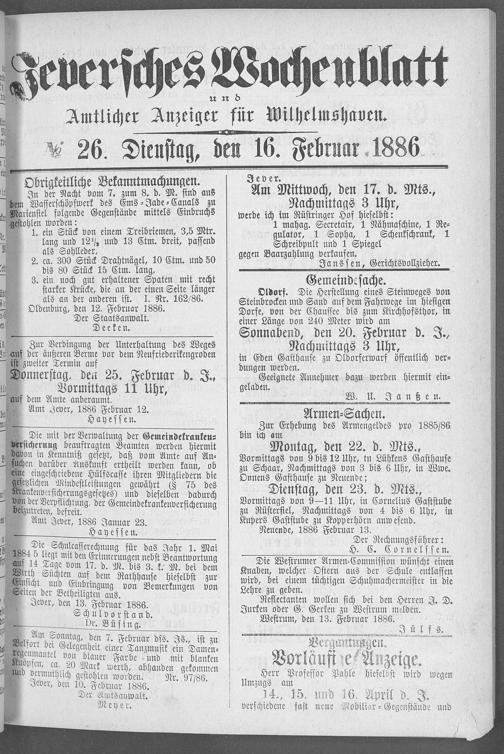 Jeversches Wochenblatt
und
Amtlicher Anzeiger für Wilhelmshaven.
№ 26. Dienstag, den 16. Februar 1886
Obrigkeitliche Bekanntmachungen.
In der Nacht vom 7. zum 8. d. M. sind aus
dem Wasserschöpfwerk des Ems-Jade-Canals zu
Mariensiel folgende Gegenstände mittels Einbruchs
gestohlen worden:
1. ein Stück von einem Treibriemen, 3,5 Mtr.
lang und 12½ und 13 Ctm. breit, passend
als Sohlleder.
2. ca. 300 Stück Drahtnägel, 10 Ctm. und 50
bis 80 Stück 15 Ctm. lang.
3. ein noch gut erhaltener Spaten mit recht
starker Krücke, die an der einen Seite länger
als an der anderen ist. I. Nr. 162/86.
Oldenburg, den 12. Februar 1886.
Der Staatsanwalt.
Deeken.
Zur Verdingung der Unterhaltung des Weges
auf der äußeren Berme vor dem Neufriederikengroden
ist zweiter Termin auf
Donnerstag, den 25. Februar d. J.,
Vormittags 11 Uhr,
auf dem Amte anberaumt.
Amt Jever, 1886 Februar 12.
Hayessen.
Die mit der Verwaltung der Gemeindekranken-
versicherung beauftragten Beamten werden hiermit
davon in Kenntniß gesetzt, daß vom Amte auf An-
suchen darüber Auskunft ertheilt werden kann, ob
eine eingeschriebene Hülfscasse ihren Mitgliedern die
gesetzlichen Mindestleistungen gewährt (§ 75 des
Krankenversicherungsgesetzes) und dieselben dadurch
von der Verpflichtung, der Gemeindekrankenversicherung
beizutreten, befreit.
Amt Jever, 1886 Januar 23.
Hayessen.
Die Schulcassenrechnung für das Jahr 1. Mai
1884/5 liegt mit den Erinnerungen nebst Beantwortung
auf 14 Tage vom 17. d. M. bis 3. k. M. bei dem
Wirth Süchten auf dem Rathhause hieselbst zur
Einsicht und Einbringung von Bemerkungen von
Seiten der Betheiligten aus.
Jever, den 13. Februar 1886.
Schulvorstand.
Dr. Büsing.
Am Sonntag, den 7. Februar dss. Js., ist zu
Belfort bei Gelegenheit einer Tanzmusik ein Damen-
regenmantel von blauer Farbe und mit blanken
Knöpfen, ca. 20 Mark werth, abhanden gekommen
und vermuthlich gestohlen worden. Nr. 97/86.
Jever, den 10. Februar 1886.
Der Amtsanwalt.
Meyer.
Jever.
Am Mittwoch, den 17. d. Mts.,
Nachmittags 3 Uhr,
werde ich im Rüstringer Hof hieselbst:
1 mahag. Secretair, 1 Nähmaschine, 1 Re-
gulator, 1 Sopha, 1 Schenkschrank, 1
Schreibpult und 1 Spiegel
gegen Baarzahlung verkaufen.
Janssen, Gerichtsvollzieher.
Gemeindesache.
Oldorf. Die Herstellung eines Steinweges von
Steinbrocken und Sand auf dem Fahrwege im hiesigen
Dorfe, von der Chaussee bis zum Kirchhofsthor, in
einer Länge von 240 Meter wird am
Sonnabend, den 20. Februar d. J.,
Nachmittags 3 Uhr,
in Eden Gasthause zu Oldorferwarf öffentlich ver-
dungen werden.
Geeignete Annehmer dazu werden hiermit ein-
geladen.
W. U. Janßen.
Armen-Sachen.
Zur Erhebung des Armengeldes pro 1885/86
bin ich am
Montag, den 22. d. Mts.,
Vormittags von 9 bis 12 Uhr, in Lühkens Gasthause
zu Schaar, Nachmittags von 3 bis 6 Uhr, in Wwe.
Onnens Gasthause zu Neuende;
Dienstag, den 23. d. Mts.,
Vormittags von 9—11 Uhr, in Cornelius Gaststube
zu Rüstersiel, Nachmittags von 4 bis 6 Uhr, in
Kupers Gaststube zu Kopperhörn anwesend.
Neuende, 1886 Februar 13.
Der Rechnungsführer:
H. C. Cornelssen.
Die Westrumer Armen-Commission wünscht einen
Knaben, welcher Ostern aus der Schule entlassen
wird, bei einem tüchtigen Schuhmachermeister in die
Lehre zu geben.
Reflectanten wollen sich bei den Herren J. D.
Jurken oder G. Gerken zu Westrum melden.
Westrum, den 13. Februar 1886.
Jülfs.
Vergantungen.
Vorläufige Anzeige.
Herr Professor Pahle hieselbst wird wegen
Umzugs am
14., 15. und 16. April d. J.
verschiedene fast neue Mobiliar-Gegenstände und